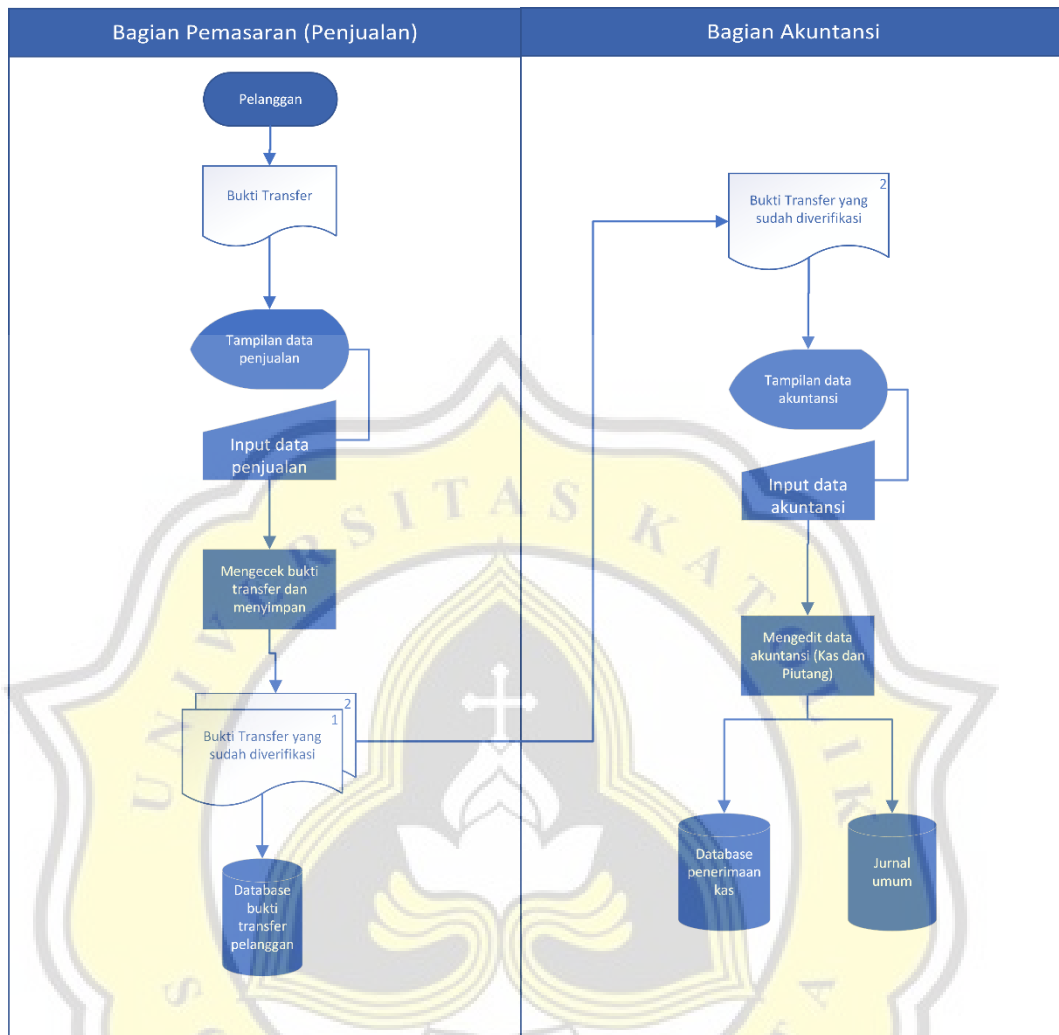 Bagian Pemasaran (Penjualan)
Bagian Akuntansi
Pelanggan
Bukti Transfer
Tampilan data
penjualan
Input data
penjualan
Mengecek bukti
transfer dan
menyimpan
2
1
Bukti Transfer yang
sudah diverifikasi
Database
bukti
transfer
pelanggan
2
Bukti Transfer yang
sudah diverifikasi
Tampilan data
akuntansi
Input data
akuntansi
Mengedit data
akuntansi (Kas dan
Piutang)
Database
penerimaan
kas
Jurnal
umum
UNIVERSITAS KATOLIK